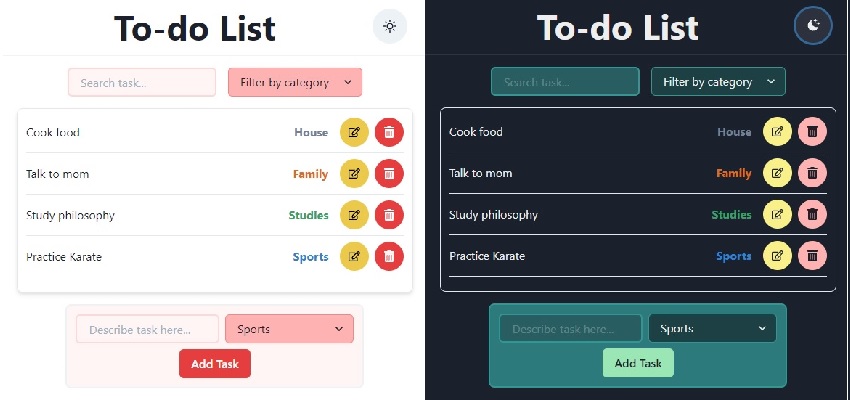 To-do List
Search task...
Filter by category
Cook food House
Talk to mom Family
Study philosophy Studies
Practice Karate Sports
Describe task here...
Sports
Add Task
To-do List
Search task...
Filter by category
Cook food House
Talk to mom Family
Study philosophy Studies
Practice Karate Sports
Describe task here...
Sports
Add Task